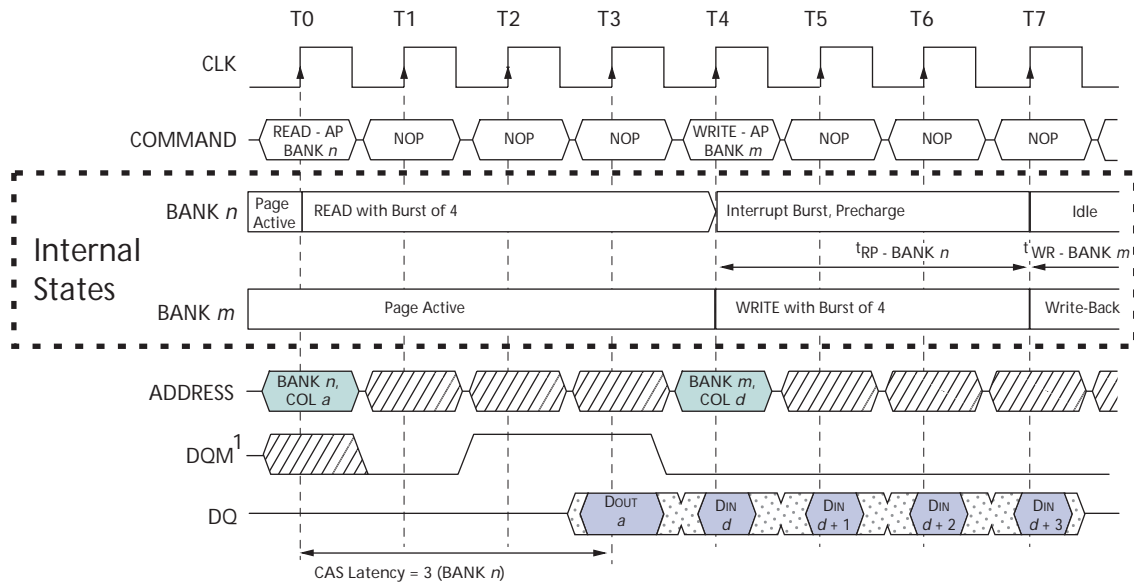 T0 T1 T2 T3 T4 T5 T6 T7
CLK
COMMAND
READ - AP
BANK n
NOP NOP NOP
WRITE - AP
BANK m
NOP NOP NOP
Internal
States
BANK n
Page
Active
READ with Burst of 4
Interrupt Burst, Precharge
Idle
tRP - BANK n
tWR - BANK m
BANK m
Page Active
WRITE with Burst of 4
Write-Back
ADDRESS
BANK n,
COL a
BANK m,
COL d
DQM1
DQ
DOUT
a
DIN
d
DIN
d + 1
DIN
d + 2
DIN
d + 3
CAS Latency = 3 (BANK n)